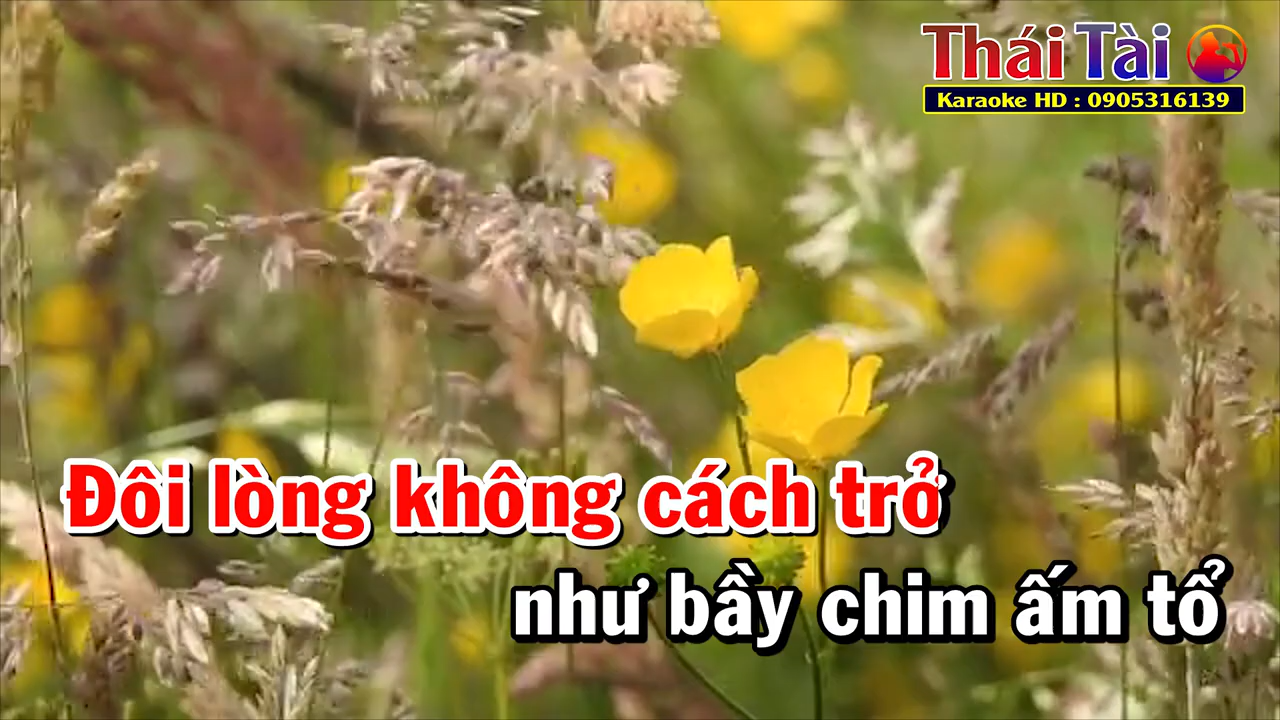 Thái Tài
Karaoke HD : 0905316139
Đôi lòng không cách trở
như bầy chim ấm tổ